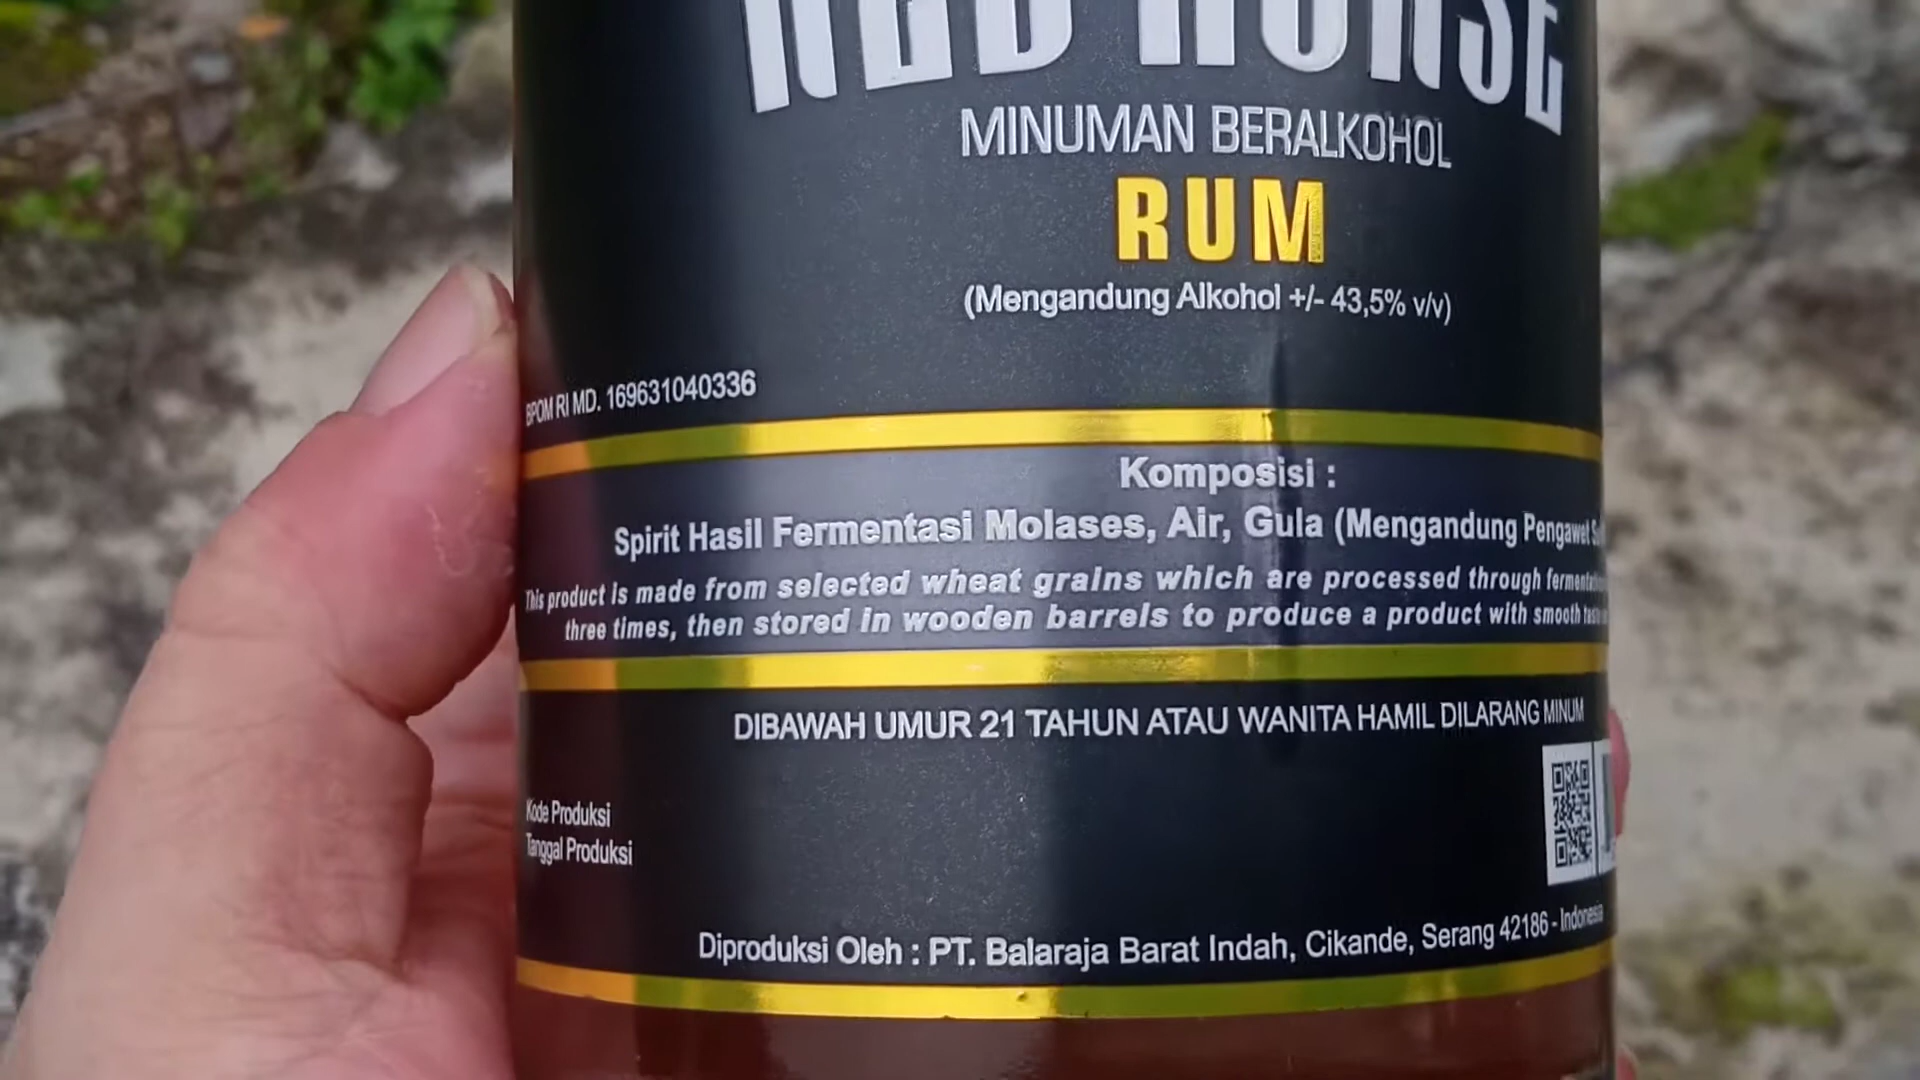 RED HORSE
MINUMAN BERALKOHOL
RUM
(Mengandung Alkohol +/- 43,5% v/v)
BPOM RI MD. 169631040336
Komposisi :
Spirit Hasil Fermentasi Molases, Air, Gula (Mengandung Pengawet
This product is made from selected wheat grains which are processed through
three times, then stored in wooden barrels to produce a product with smooth
DIBAWAH UMUR 21 TAHUN ATAU WANITA HAMIL DILARANG MINUM
Kode Produksi
Tanggal Produksi
Diproduksi Oleh : PT. Balaraja Barat Indah, Cikande, Serang 42186 - Indonesia